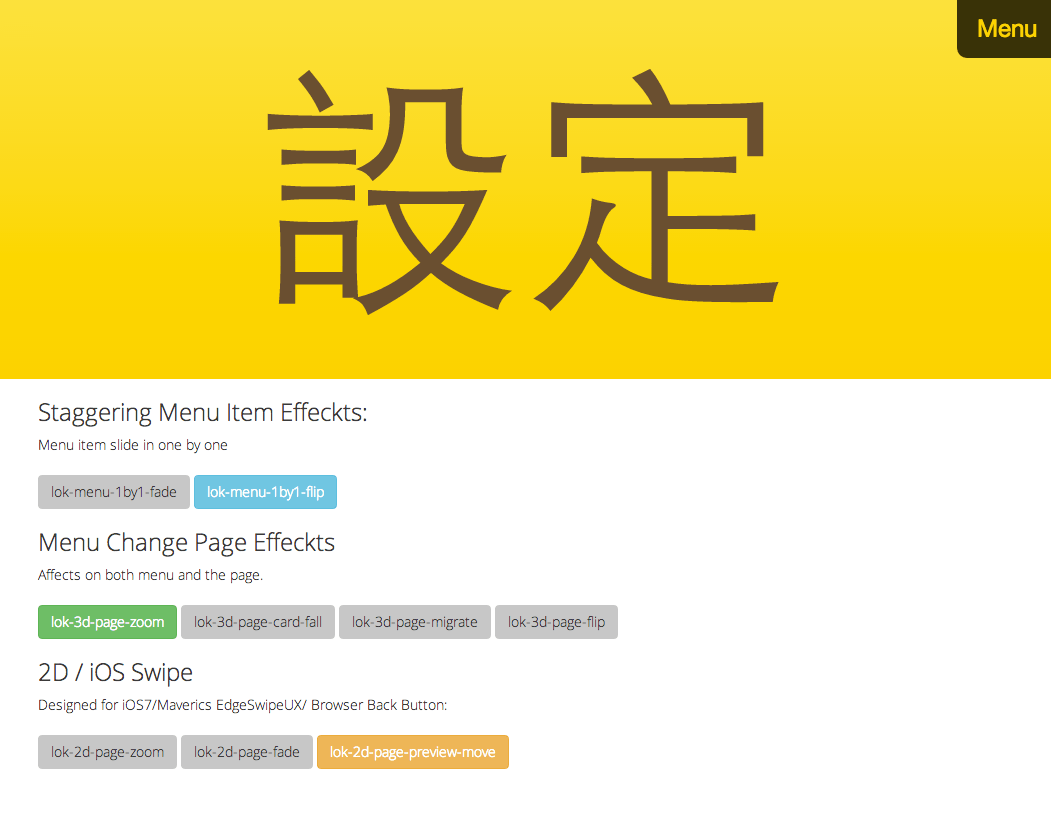 Menu
設定
Staggering Menu Item Effeckts:
Menu item slide in one by one
lok-menu-1by1-fade lok-menu-1by1-flip
Menu Change Page Effeckts
Affects on both menu and the page.
lok-3d-page-zoom lok-3d-page-card-fall lok-3d-page-migrate lok-3d-page-flip
2D / iOS Swipe
Designed for iOS7/Maverics EdgeSwipeUX/ Browser Back Button:
lok-2d-page-zoom lok-2d-page-fade lok-2d-page-preview-move